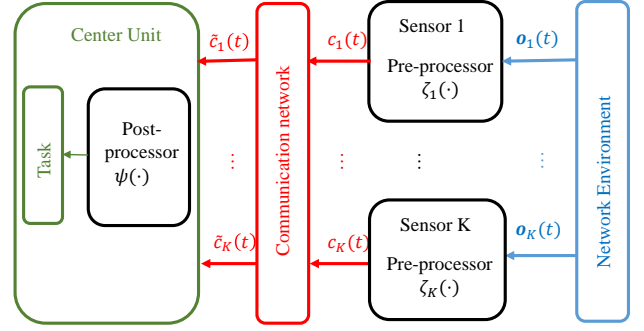 Center Unit
Task
Post-
processor
ψ(·)
c̃₁(t)
c̃_K(t)
⋮
Communication network
c₁(t)
c_K(t)
⋮
Sensor 1
Pre-processor
ζ₁(·)
⋮
Sensor K
Pre-processor
ζ_K(·)
o₁(t)
⋮
o_K(t)
Network Environment